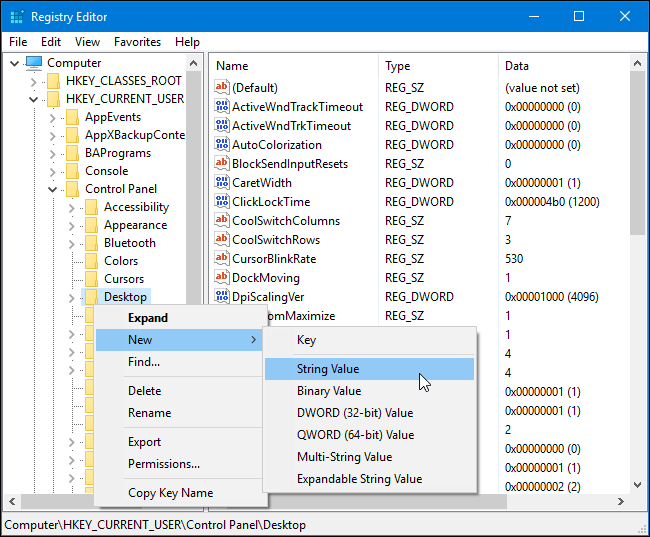 Registry Editor
File Edit View Favorites Help
Computer
HKEY_CLASSES_ROOT
HKEY_CURRENT_USER
AppEvents
AppXBackupConte
BAPrograms
Console
Control Panel
Accessibility
Appearance
Bluetooth
Colors
Cursors
Desktop
Name Type Data
(Default) REG_SZ (value not set)
ActiveWndTrackTimeout REG_DWORD 0x00000000 (0)
ActiveWndTrkTimeout REG_DWORD 0x00000000 (0)
AutoColorization REG_DWORD 0x00000000 (0)
BlockSendInputResets REG_SZ 0
CaretWidth REG_DWORD 0x00000001 (1)
ClickLockTime REG_DWORD 0x000004b0 (1200)
CoolSwitchColumns REG_SZ 7
CoolSwitchRows REG_SZ 3
CursorBlinkRate REG_SZ 530
DockMoving REG_SZ 1
DpiScalingVer REG_DWORD 0x00001000 (4096)
omMaximize REG_SZ 1
1
4
4
0x00000001 (1)
0x00000001 (1)
2
0x00000000 (0)
0x00000001 (1)
0x00000002 (2)
Expand
New
Find...
Delete
Rename
Export
Permissions...
Copy Key Name
Key
String Value
Binary Value
DWORD (32-bit) Value
QWORD (64-bit) Value
Multi-String Value
Expandable String Value
Computer\HKEY_CURRENT_USER\Control Panel\Desktop